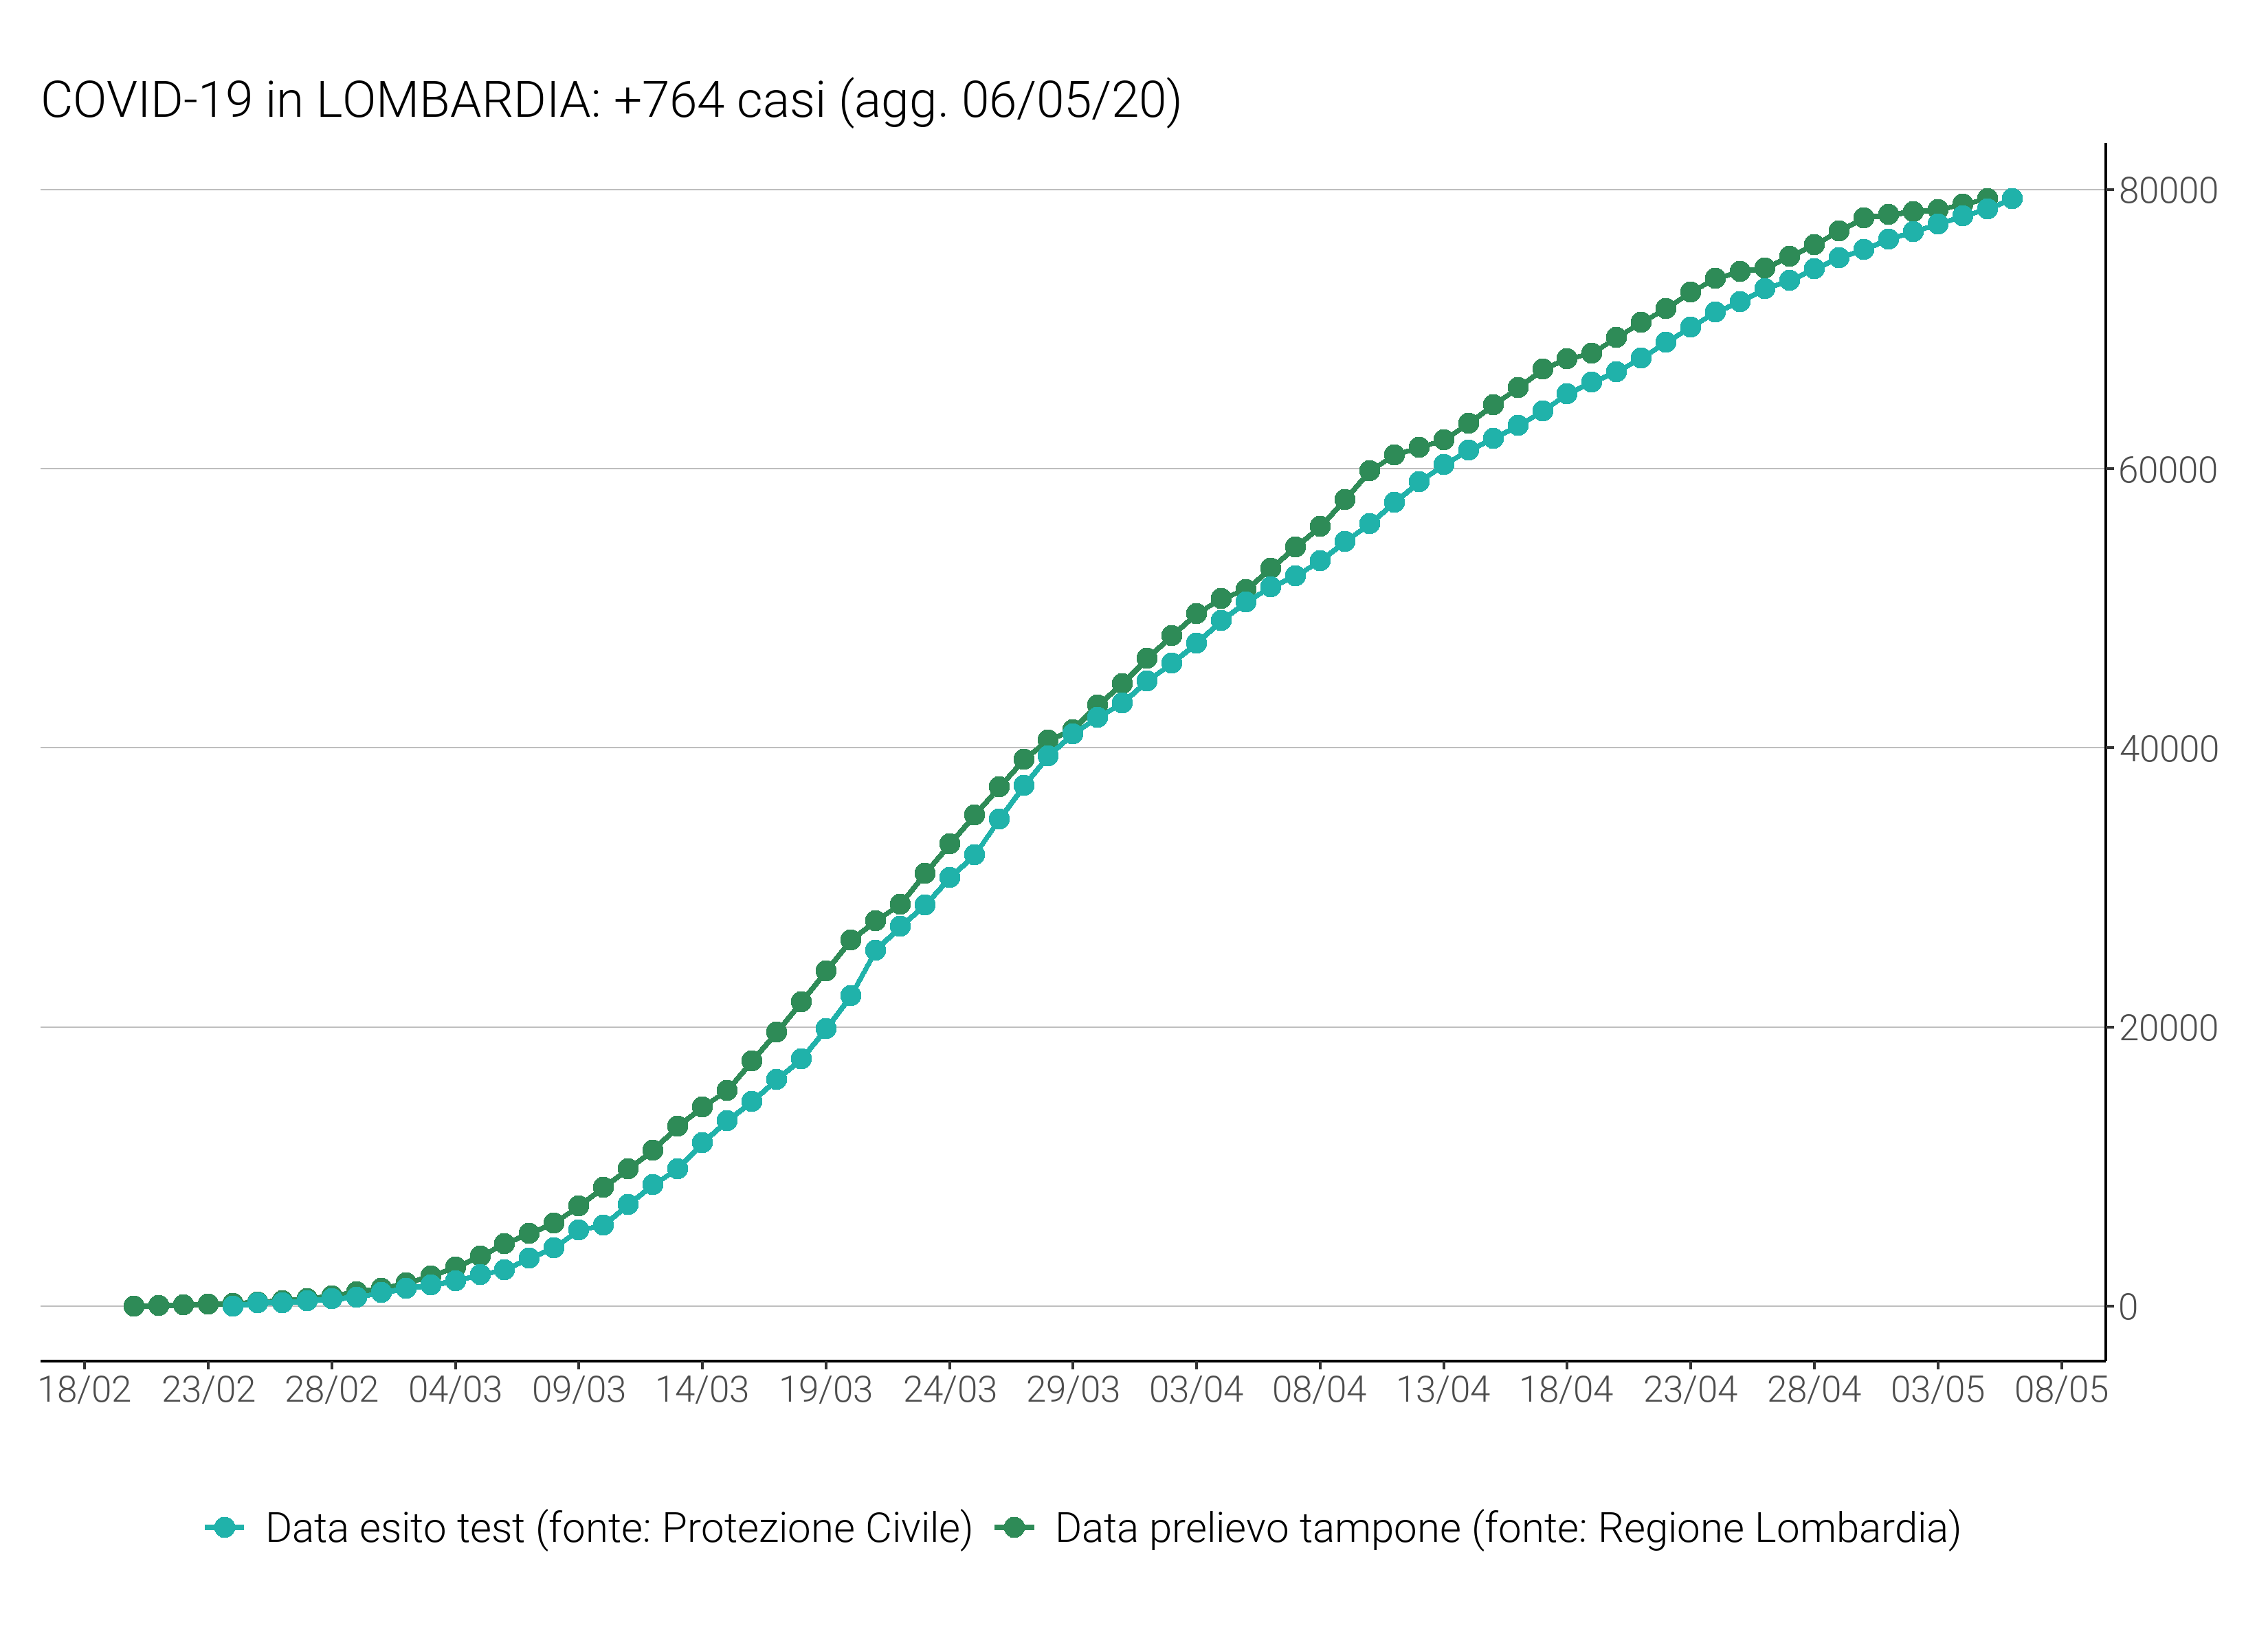 COVID-19 in LOMBARDIA: +764 casi (agg. 06/05/20)
80000
60000
40000
20000
0
18/02 23/02 28/02 04/03 09/03 14/03 19/03 24/03 29/03 03/04 08/04 13/04 18/04 23/04 28/04 03/05 08/05
Data esito test (fonte: Protezione Civile) Data prelievo tampone (fonte: Regione Lombardia)